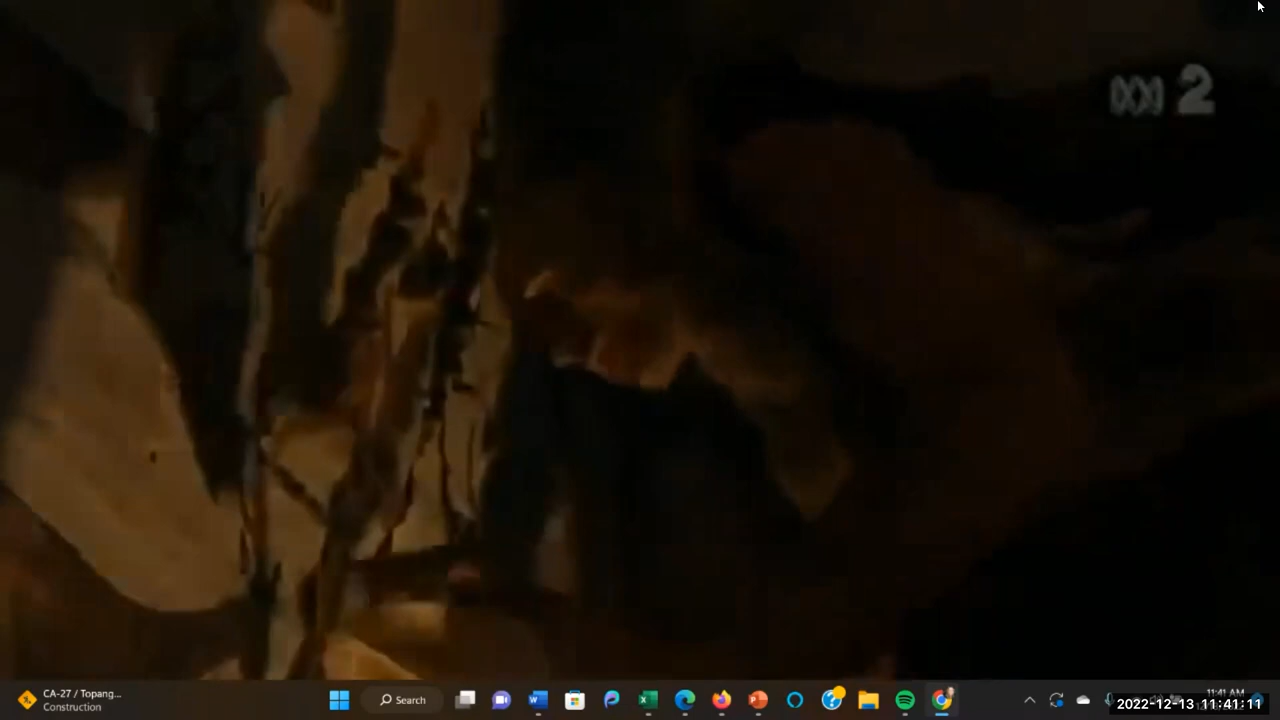 2
CA-27 / Topang...
Construction
Search
11:41 AM
2022-12-13 11:41:11